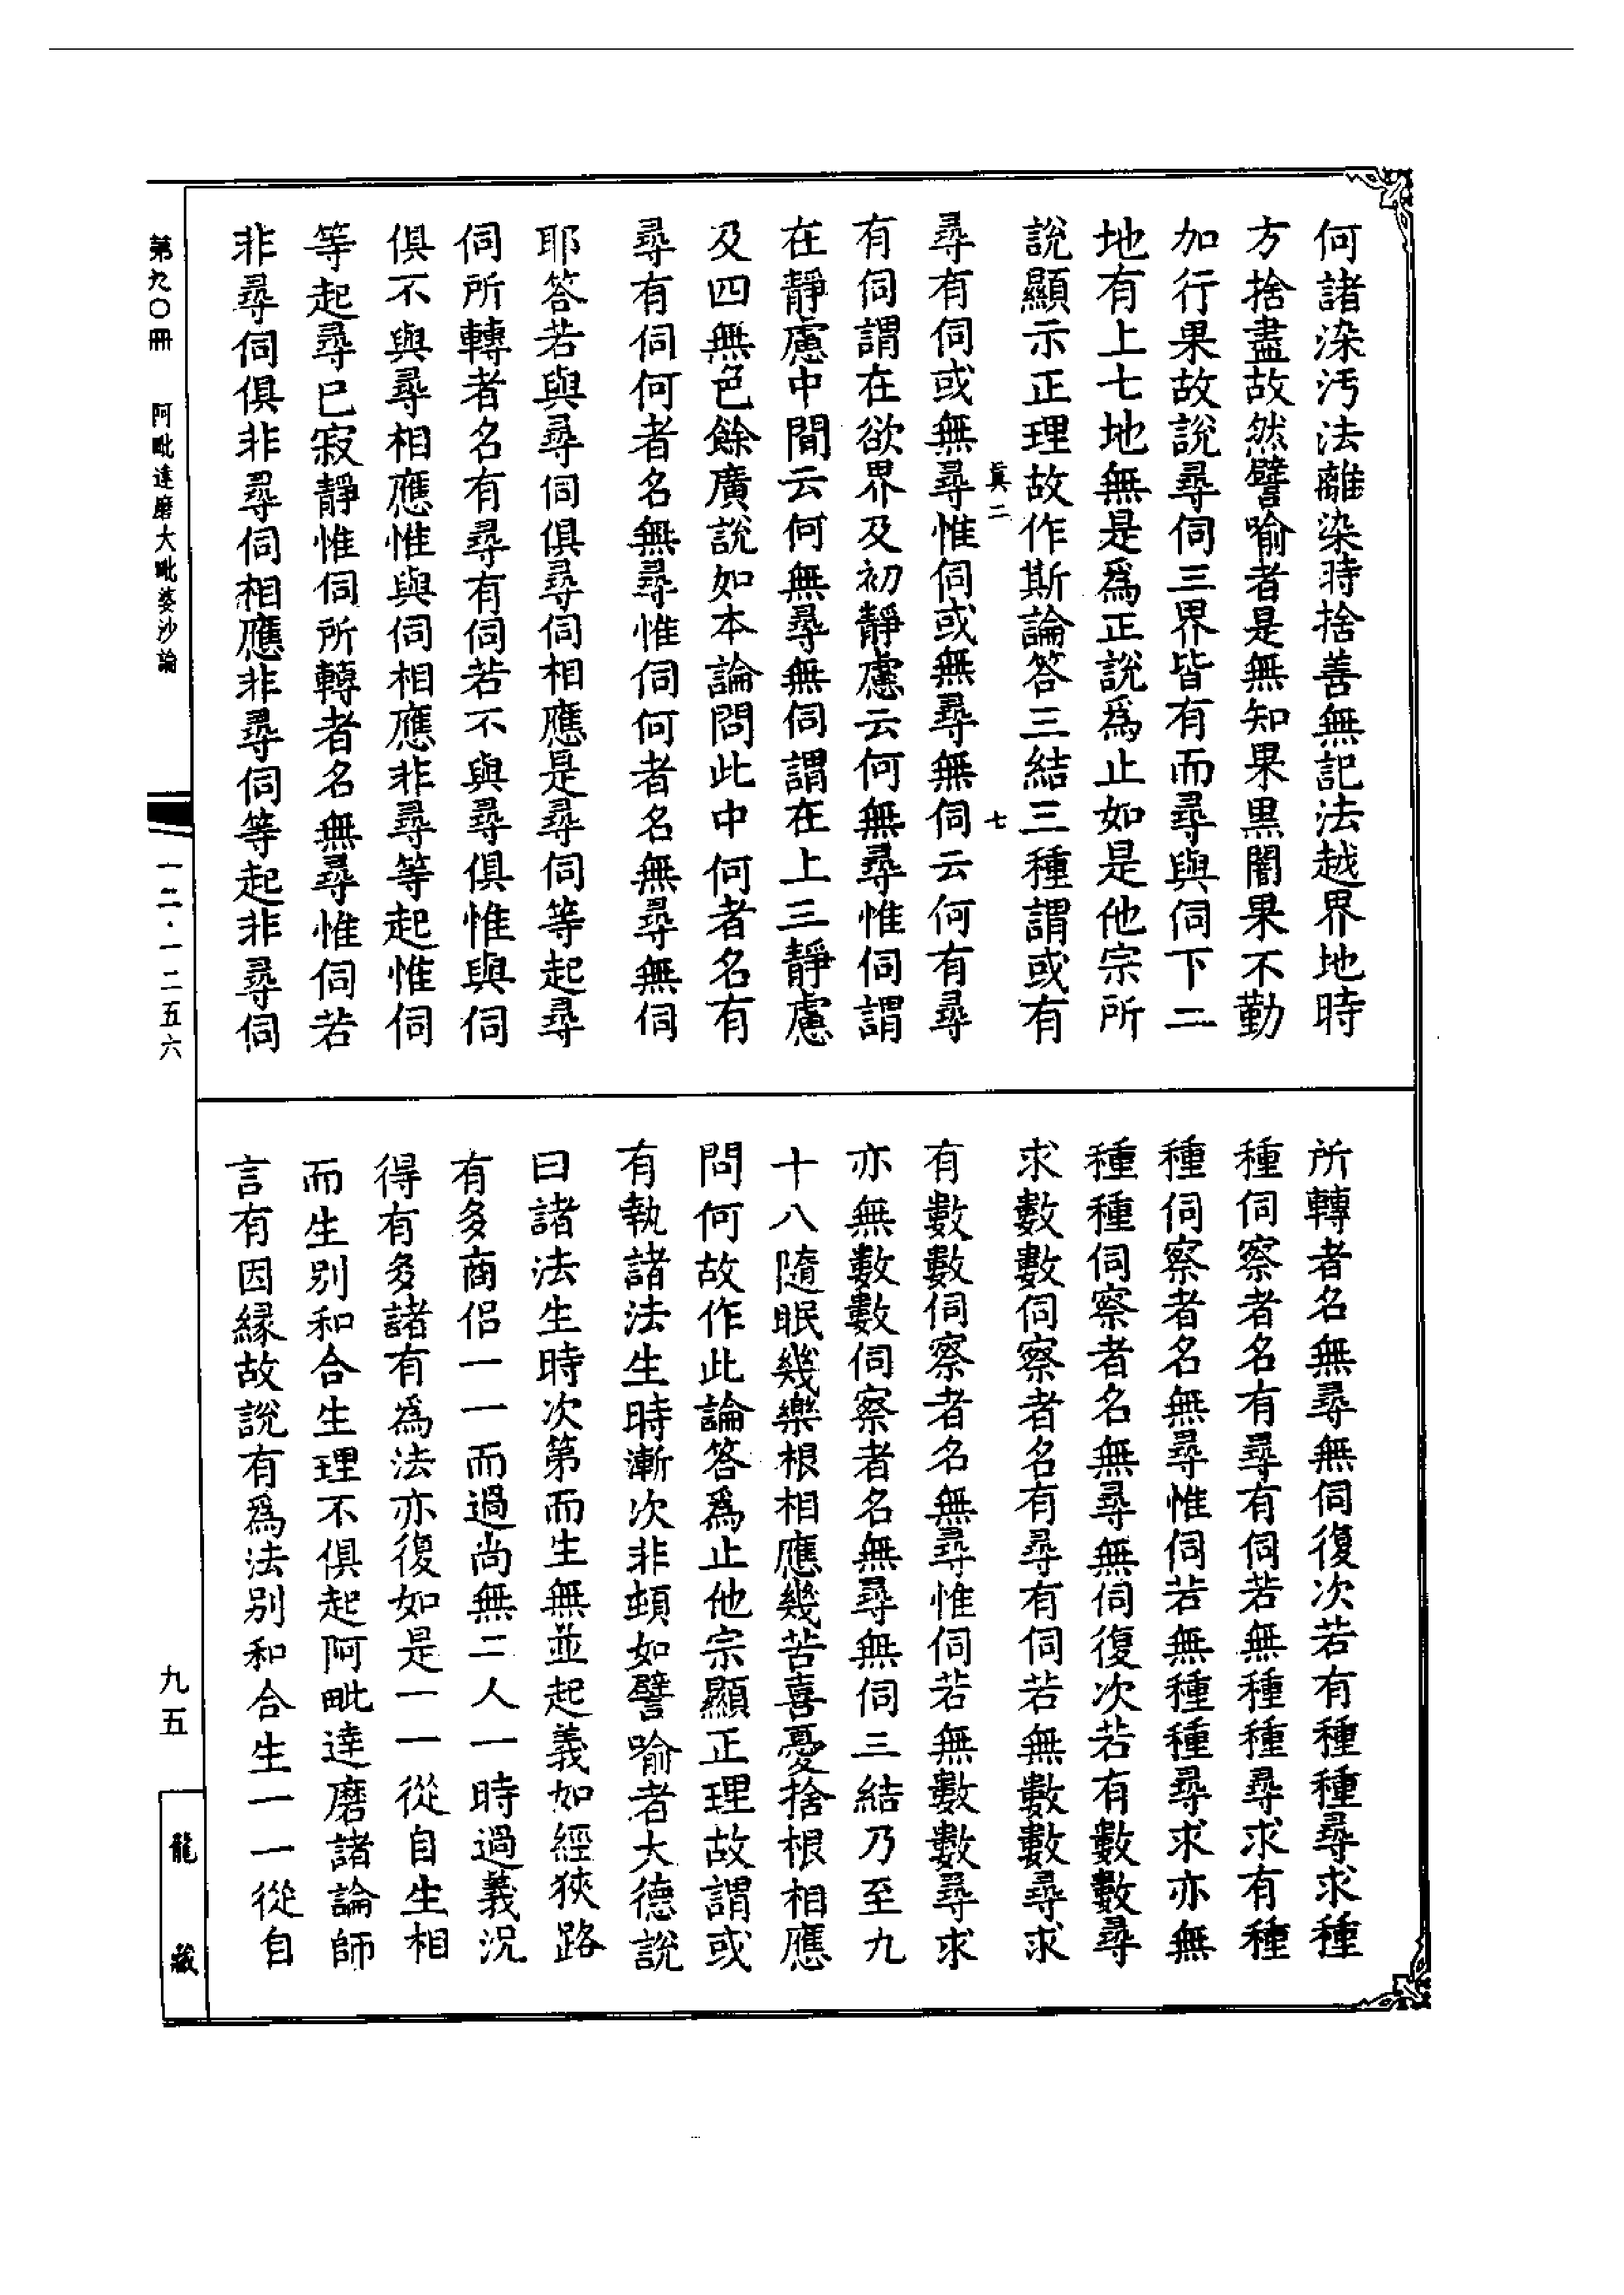 何諸染汚法離染時捨善無記法越界地時
方捨盡故然譬喻者是無知果黒闇果不勤
加行果故說尋伺三界皆有而尋與伺下二
地有上七地無是爲正說爲止如是他宗所
說顯示正理故作斯論答三結三種謂或有
眞二 七
尋有伺或無尋惟伺或無尋無伺云何有尋
有伺謂在欲界及初靜慮云何無尋惟伺謂
在靜慮中間云何無尋無伺謂在上三靜慮
及四無色餘廣說如本論問此中何者名有
尋有伺何者名無尋惟伺何者名無尋無伺
耶答若與尋伺俱尋伺相應是尋伺等起尋
伺所轉者名有尋有伺若不與尋俱惟與伺
俱不與尋相應惟與伺相應非尋等起惟伺
等起尋已寂靜惟伺所轉者名無尋惟伺若
非尋伺俱非尋伺相應非尋伺等起非尋伺
所轉者名無尋無伺復次若有種種尋求種
種伺察者名有尋有伺若無種種尋求有種
種伺察者名無尋惟伺若無種種尋求亦無
種種伺察者名無尋無伺復次若有數數尋
求數數伺察者名有尋有伺若無數數尋求
有數數伺察者名無尋惟伺若無數數尋求
亦無數數伺察者名無尋無伺三結乃至九
十八隨眠幾樂根相應幾苦喜憂捨根相應
問何故作此論答爲止他宗顯正理故謂或
有執諸法生時漸次非頓如譬喻者大德說
曰諸法生時次第而生無並起義如經狹路
有多商侶一一而過尚無二人一時過義況
得有多諸有爲法亦復如是一一從自生相
而生別和合生理不俱起阿毗達磨諸論師
言有因緣故說有爲法別和合生一一從自
第九〇冊 阿毗達磨大毗婆沙論
一二·一二五六
九五
龍藏